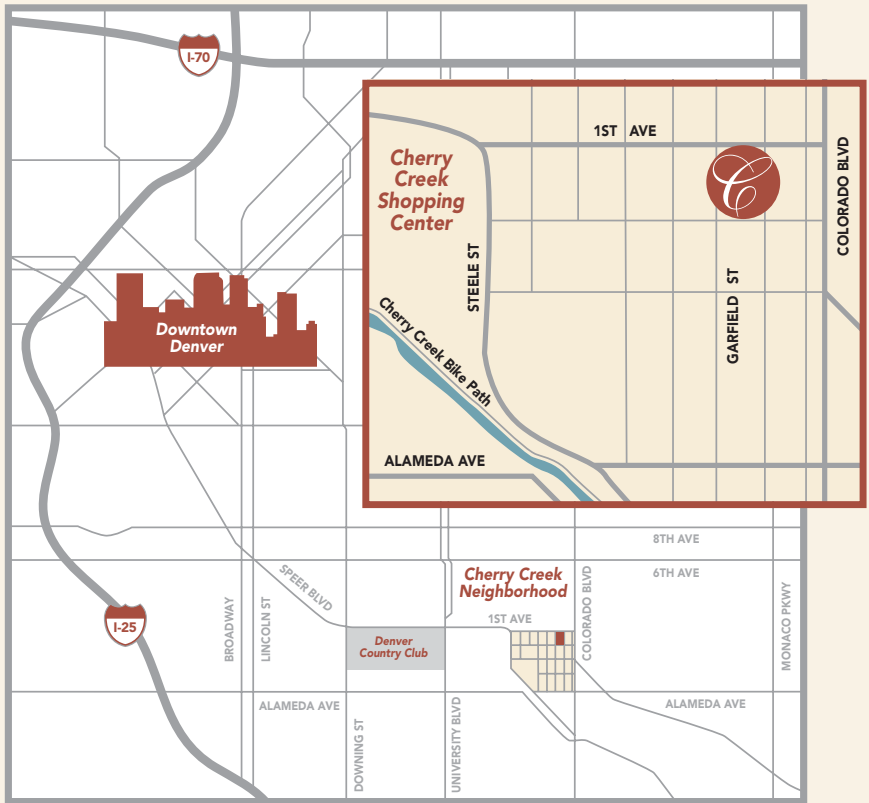 I-70
1ST AVE
Cherry
Creek
Shopping
Center
C
COLORADO BLVD
STEELE ST
GARFIELD ST
Cherry Creek Bike Path
ALAMEDA AVE
Downtown
Denver
8TH AVE
6TH AVE
Cherry Creek
Neighborhood
SPEER BLVD
1ST AVE
COLORADO BLVD
MONACO PKWY
BROADWAY
LINCOLN ST
I-25
Denver
Country Club
ALAMEDA AVE
ALAMEDA AVE
DOWNING ST
UNIVERSITY BLVD